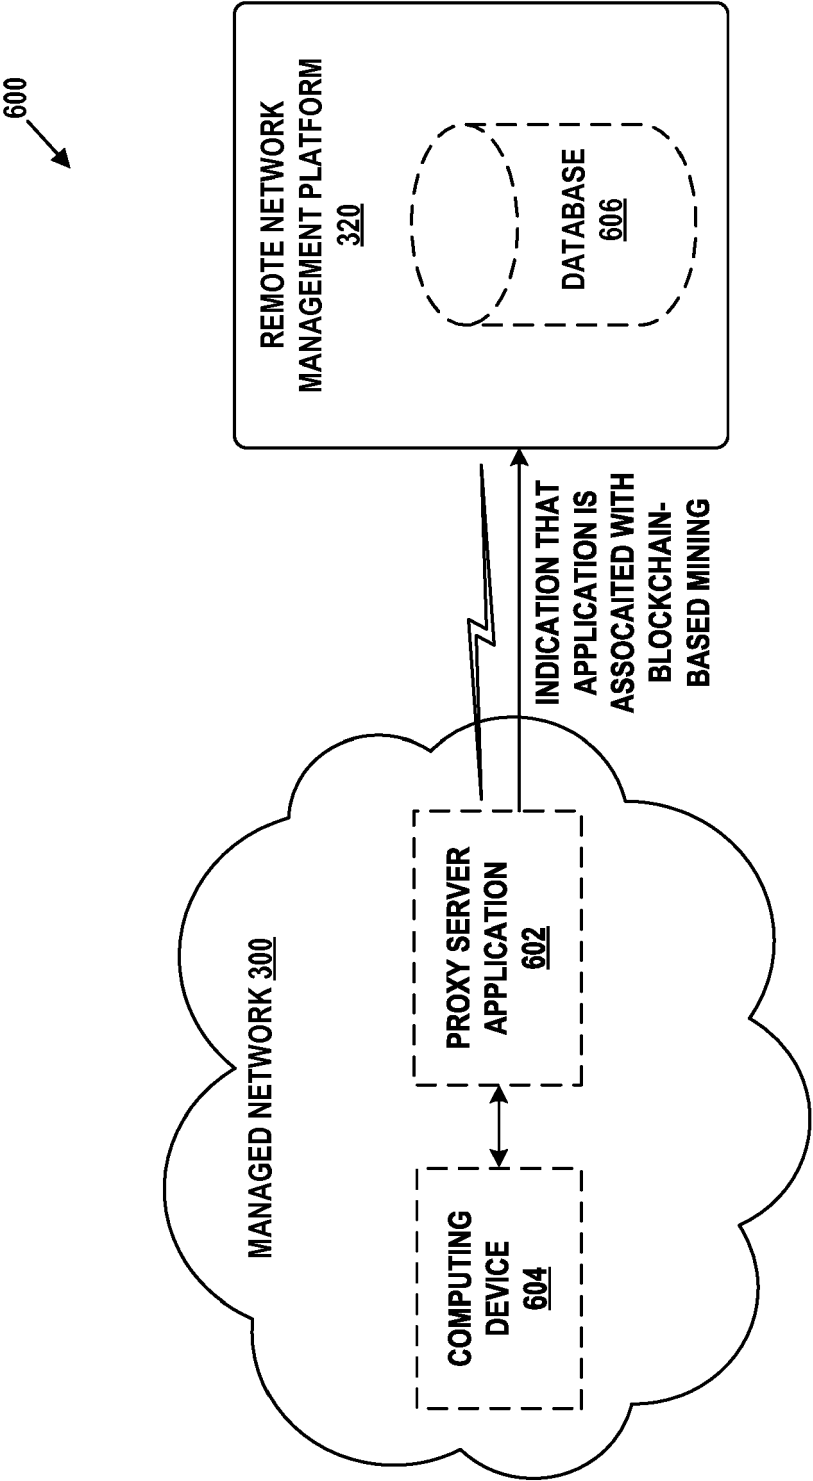 600
MANAGED NETWORK 300
COMPUTING
DEVICE
604
PROXY SERVER
APPLICATION
602
INDICATION THAT
APPLICATION IS
ASSOCAITED WITH
BLOCKCHAIN-
BASED MINING
REMOTE NETWORK
MANAGEMENT PLATFORM
320
DATABASE
606